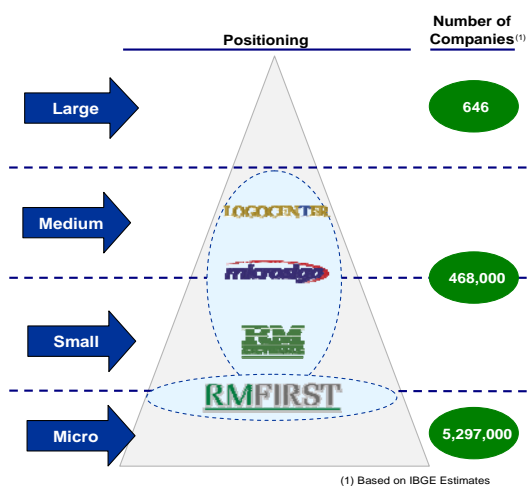 Positioning
Number of
Companies(1)
Large
646
Medium
LOGOCENTER
microsiga
468,000
Small
RM
RMFIRST
Micro
5,297,000
(1) Based on IBGE Estimates